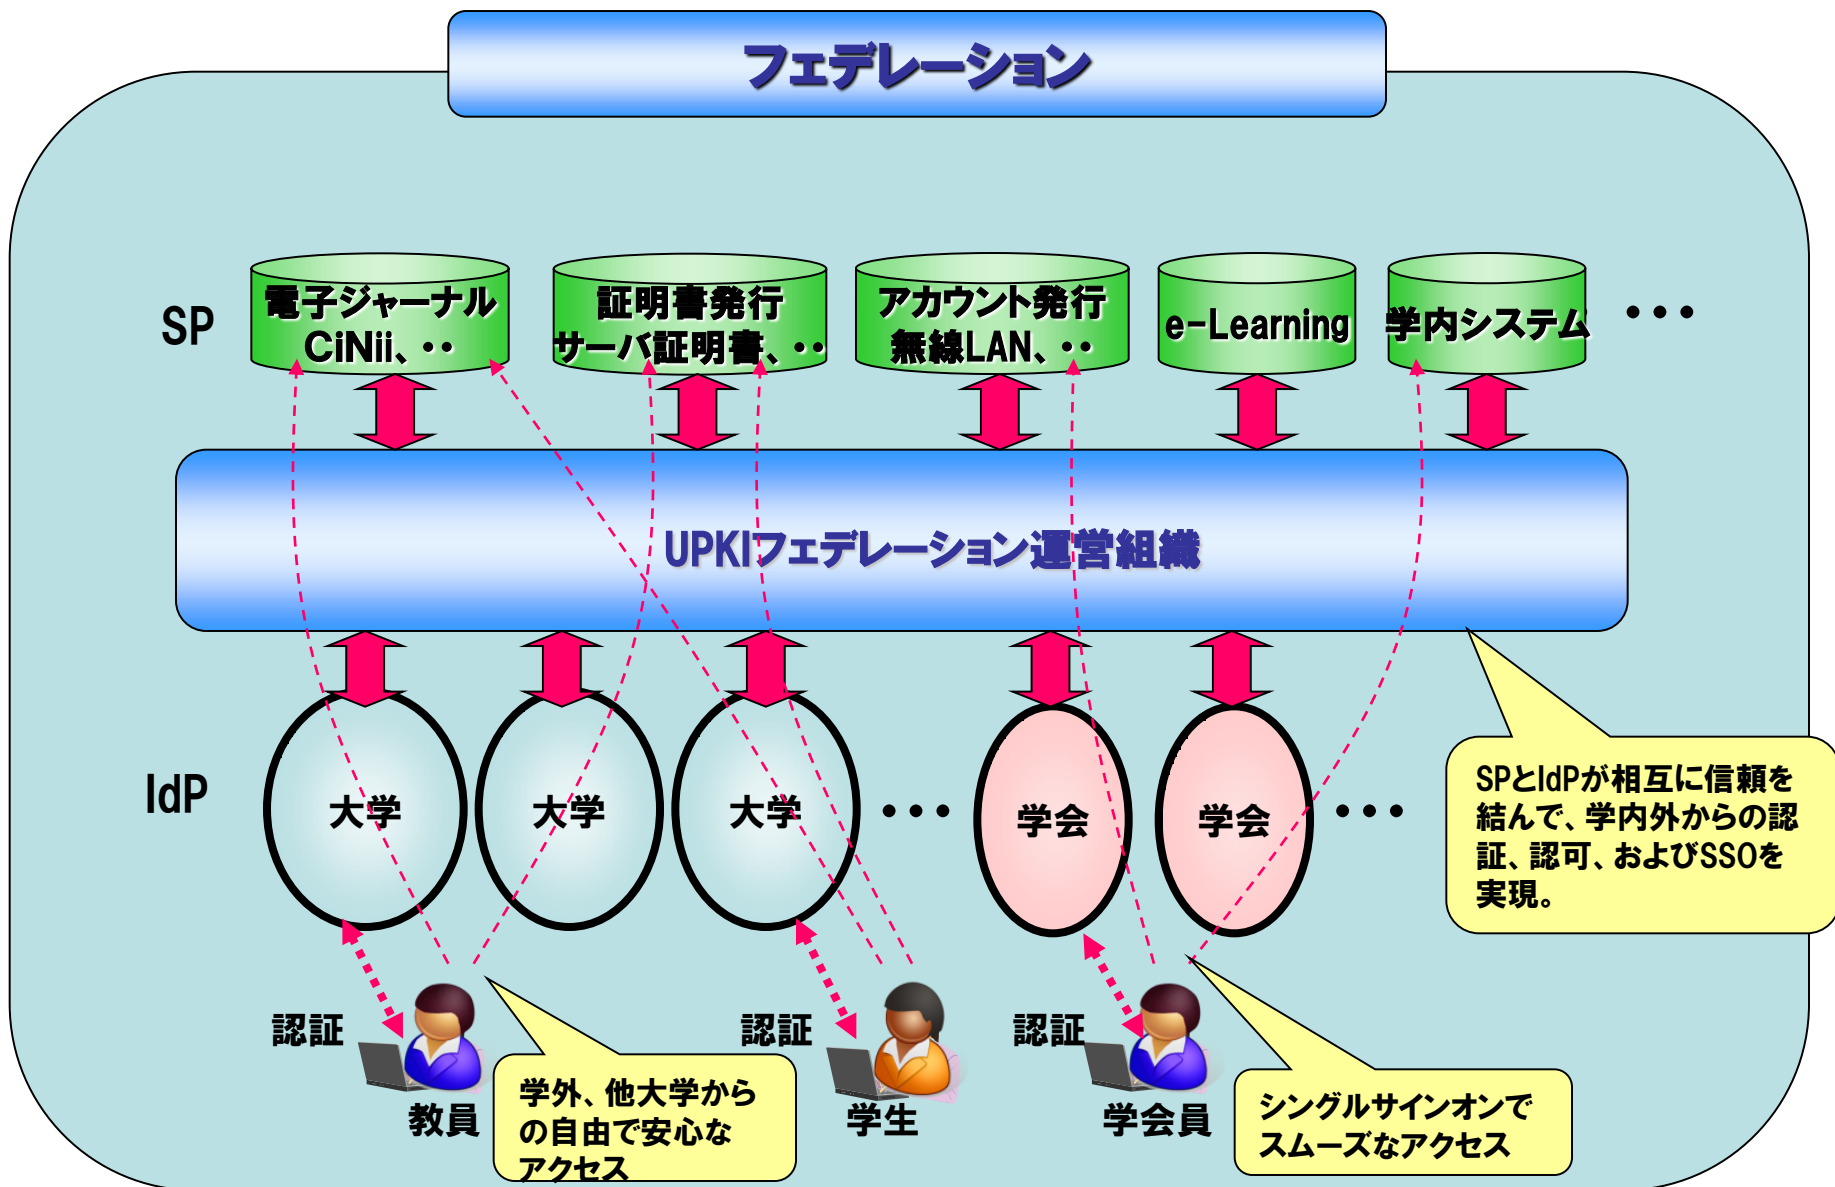 フェデレーション
SP
電子ジャーナル
CiNii、・・
証明書発行
サーバ証明書、・・
アカウント発行
無線LAN、・・
e-Learning
学内システム
・・・
UPKIフェデレーション運営組織
IdP
大学
大学
大学
・・・
学会
学会
・・・
SPとIdPが相互に信頼を
結んで、学内外からの認
証、認可、およびSSOを
実現。
認証
教員
学外、他大学から
の自由で安心な
アクセス
認証
学生
認証
学会員
シングルサインオンで
スムーズなアクセス